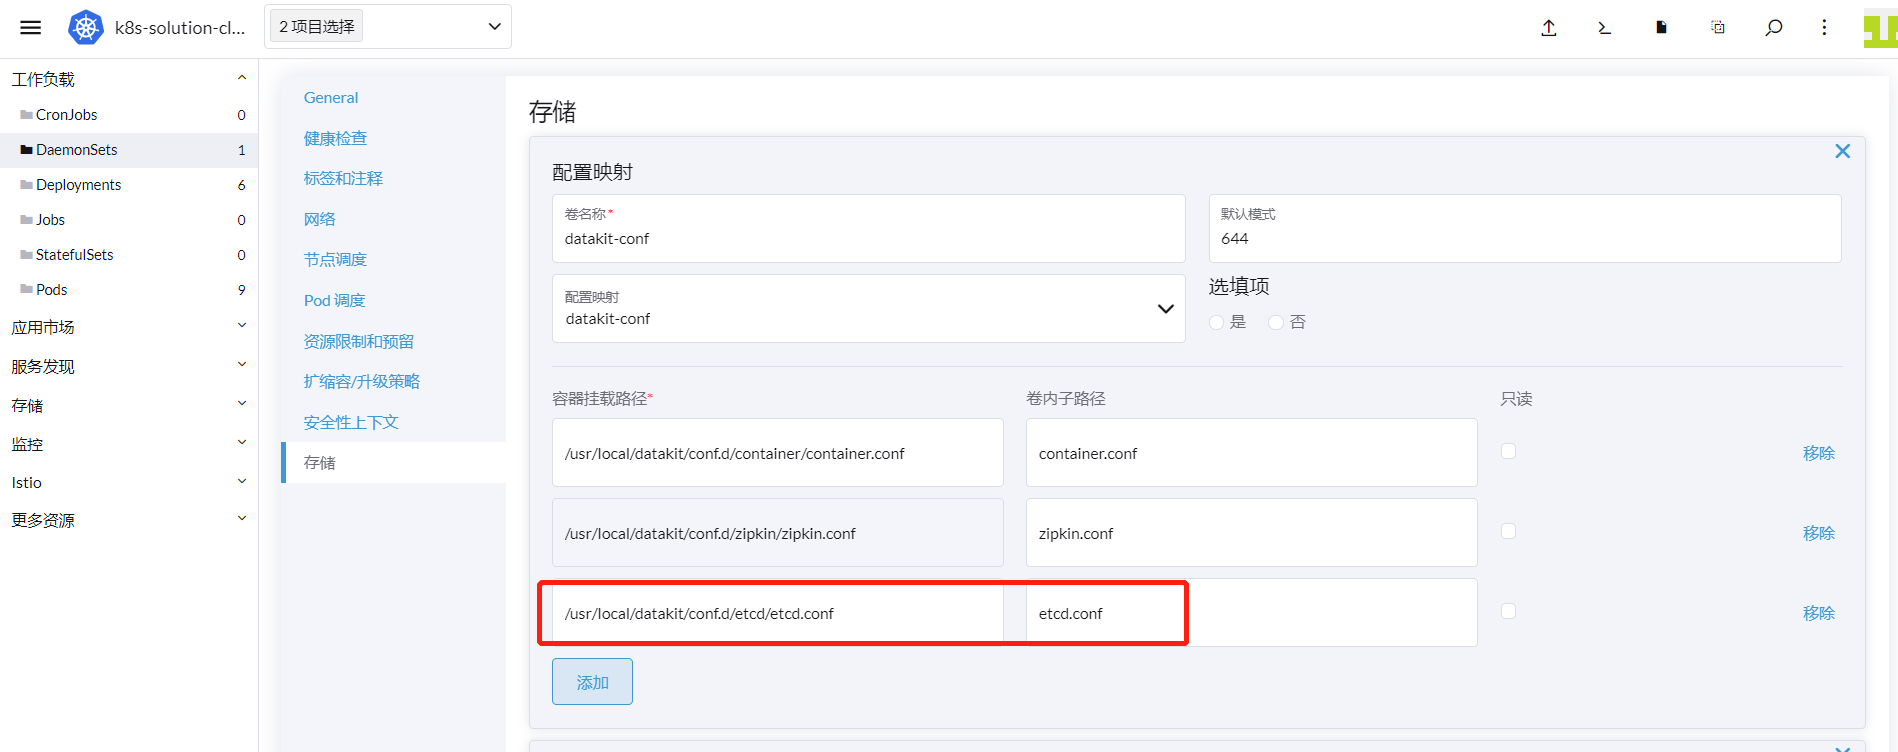 k8s-solution-cl...
2 项目选择
工作负载
CronJobs 0
DaemonSets 1
Deployments 6
Jobs 0
StatefulSets 0
Pods 9
应用市场
服务发现
存储
监控
Istio
更多资源
General
健康检查
标签和注释
网络
节点调度
Pod 调度
资源限制和预留
扩缩容/升级策略
安全性上下文
存储
存储
配置映射
卷名称*
datakit-conf
默认模式
644
配置映射
datakit-conf
选填项
是 否
容器挂载路径* 卷内子路径 只读
/usr/local/datakit/conf.d/container/container.conf container.conf 移除
/usr/local/datakit/conf.d/zipkin/zipkin.conf zipkin.conf 移除
/usr/local/datakit/conf.d/etcd/etcd.conf etcd.conf 移除
添加